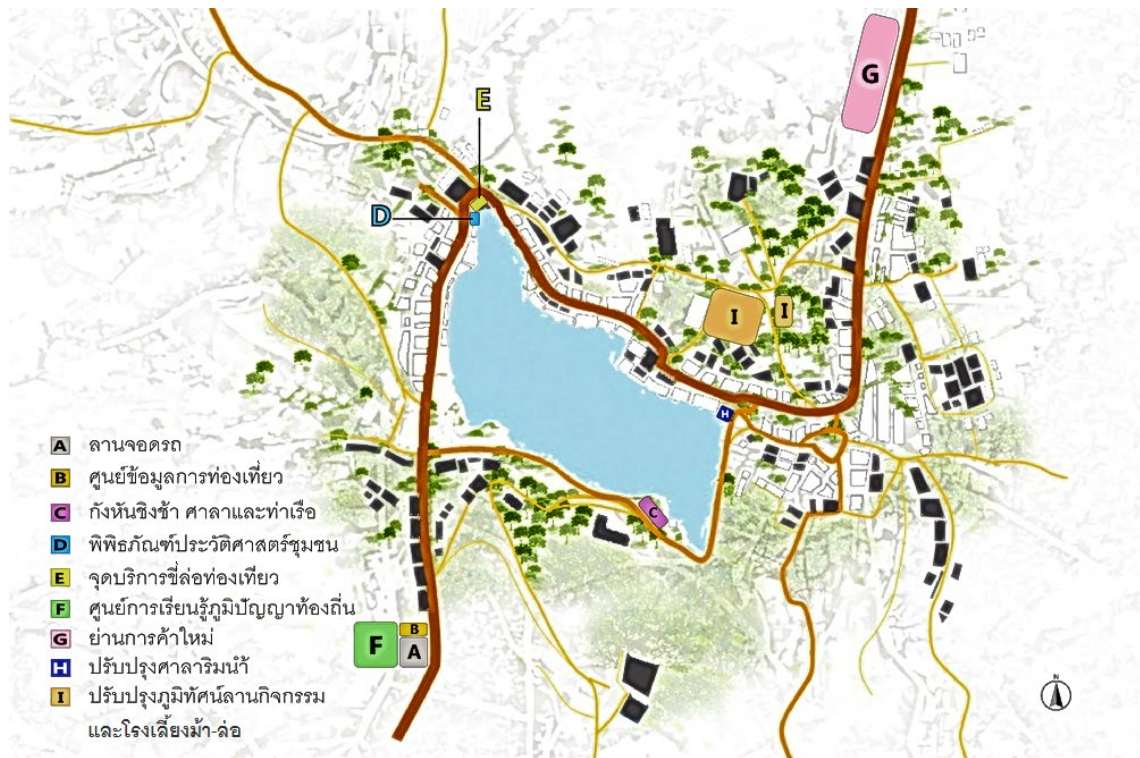 G
E
D
I
I
H
C
B
F
A
A ลานจอดรถ
B ศูนย์ข้อมูลการท่องเที่ยว
C กังหันชิงช้า ศาลาและท่าเรือ
D พิพิธภัณฑ์ประวัติศาสตร์ชุมชน
E จุดบริการขี่ล่อท่องเที่ยว
F ศูนย์การเรียนรู้ภูมิปัญญาท้องถิ่น
G ย่านการค้าใหม่
H ปรับปรุงศาลาริมน้ำ
I ปรับปรุงภูมิทัศน์ลานกิจกรรม
และโรงเลี้ยงม้า-ล่อ
N